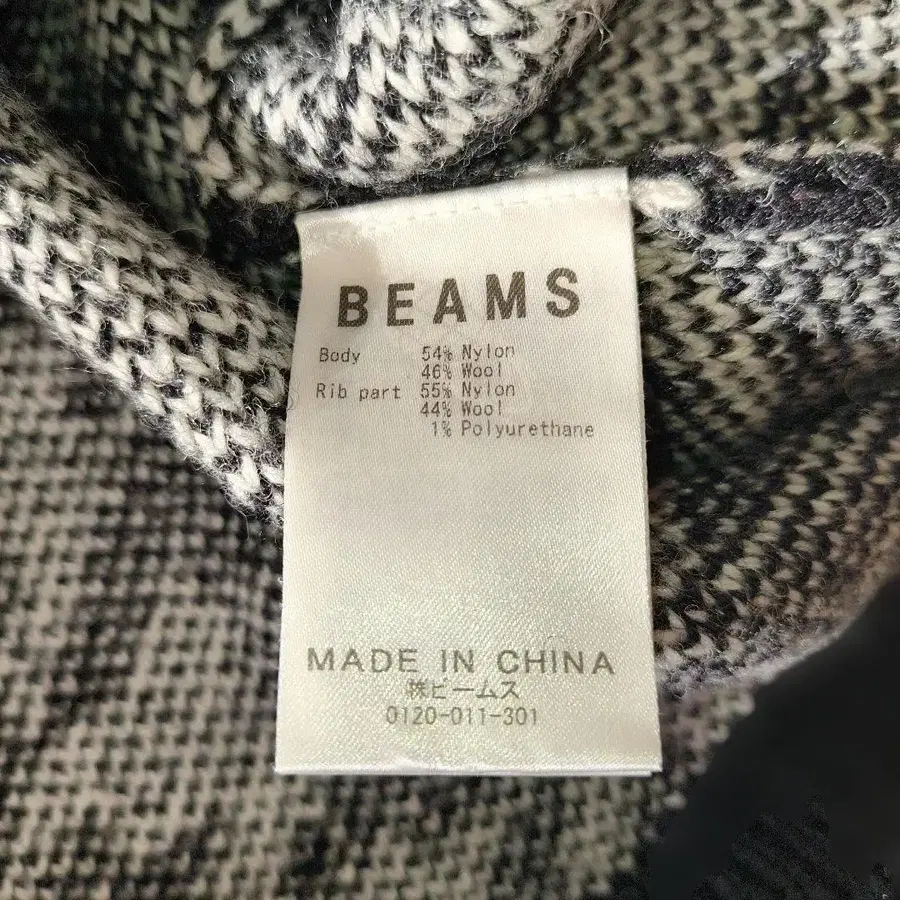 BEAMS
Body 54% Nylon
46% Wool
Rib part 55% Nylon
44% Wool
1% Polyurethane
MADE IN CHINA
㈱ビームス
0120-011-301